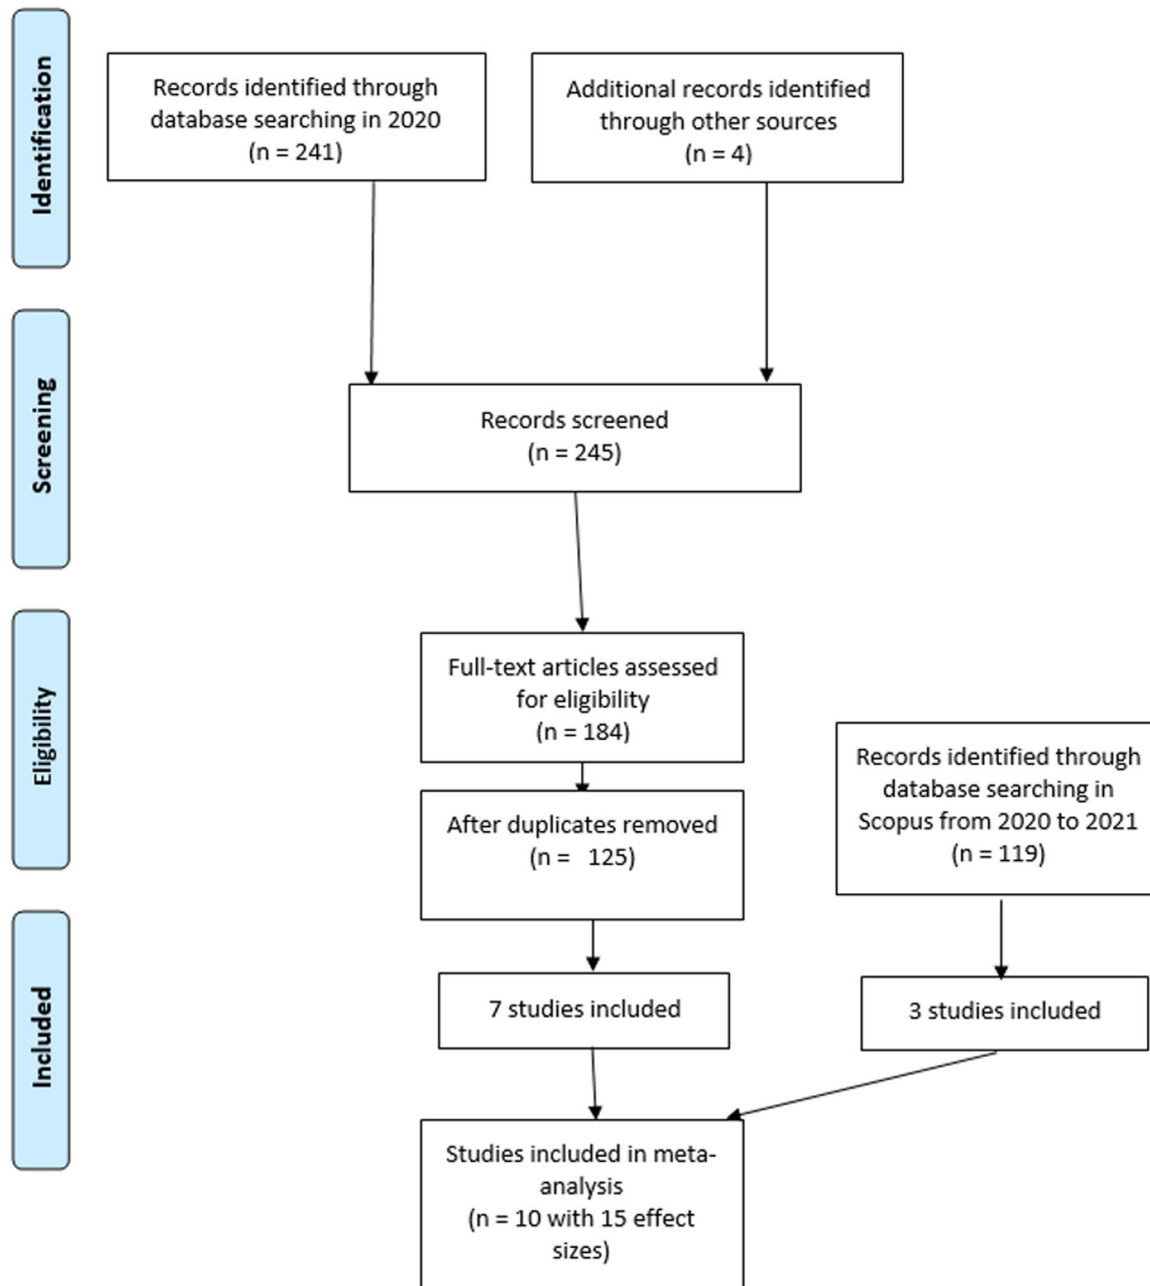 Identification
Records identified through
database searching in 2020
(n = 241)
Additional records identified
through other sources
(n = 4)
Screening
Records screened
(n = 245)
Eligibility
Full-text articles assessed
for eligibility
(n = 184)
After duplicates removed
(n =   125)
Records identified through
database searching in
Scopus from 2020 to 2021
(n = 119)
Included
7 studies included
3 studies included
Studies included in meta-
analysis
(n = 10 with 15 effect
sizes)